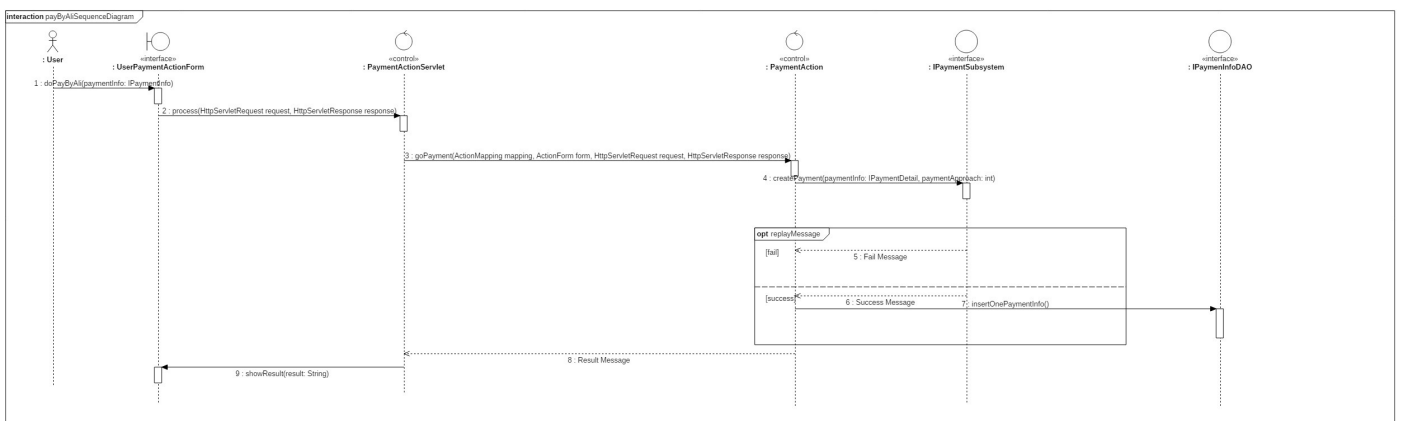 interaction payByAliSequenceDiagram
: User
«interface»
: UserPaymentActionForm
«control»
: PaymentActionServlet
«control»
: PaymentAction
«interface»
: IPaymentSubsystem
«interface»
: IPaymenInfoDAO
1 : doPayByAli(paymentInfo: IPaymentInfo)
2 : process(HttpServletRequest request, HttpServletResponse response)
3 : goPayment(ActionMapping mapping, ActionForm form, HttpServletRequest request, HttpServletResponse response)
4 : createPayment(paymentInfo: IPaymentDetail, paymentApproach: int)
opt replayMessage
[fail]
5 : Fail Message
[success]
6 : Success Message
7 : insertOnePaymentInfo()
8 : Result Message
9 : showResult(result: String)